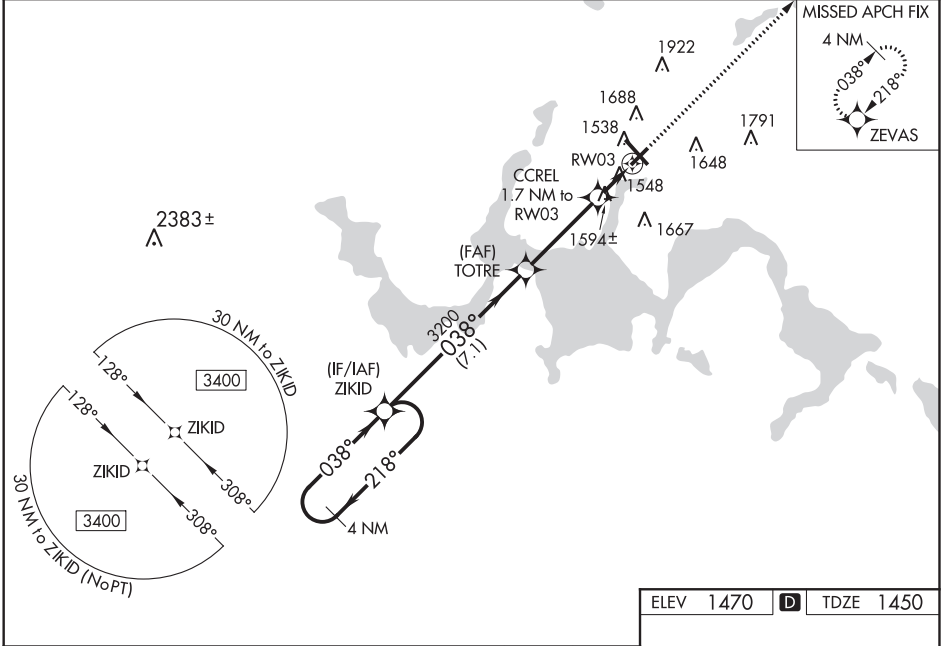 MISSED APCH FIX
4 NM
038°
218°
ZEVAS
1922
1688
1538
1791
1648
RW03
1548
CCREL
1.7 NM to
RW03
1594±
1667
2383±
(FAF)
TOTRE
3200
038°
(7.1)
(IF/IAF)
ZIKID
038°
218°
4 NM
30 NM to ZIKID
128°
3400
ZIKID
308°
128°
ZIKID
308°
3400
30 NM to ZIKID (NoPT)
ELEV 1470 D TDZE 1450